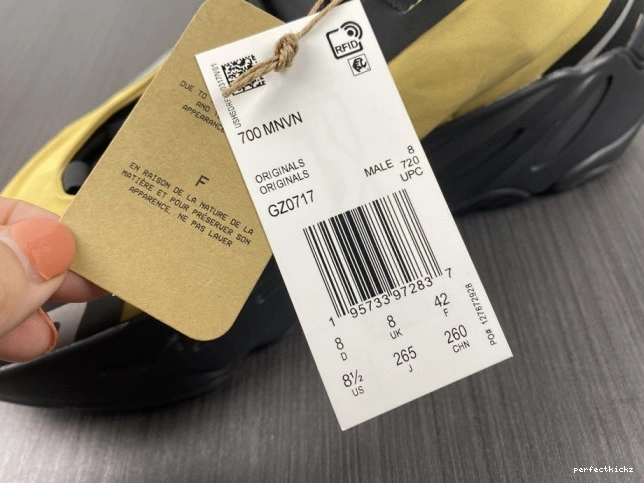 DUE TO
AND
APPEARANCE
F
EN RAISON DE LA NATURE DE LA
MATIÈRE ET POUR PRÉSERVER SON
APPARENCE, NE PAS LAVER
RFID
700 MNVN
ORIGINALS
ORIGINALS
GZ0717
MALE
8
720
UPC
1 95733 97283 7
8
D
8
UK
42
F
8½
US
265
J
260
CHN
PO# 127872928
perfectkickz